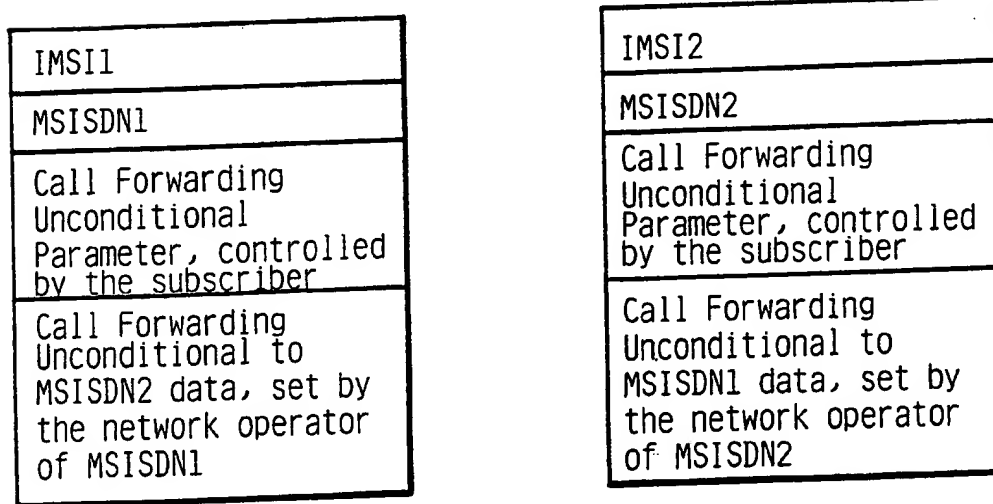 IMSI1
MSISDN1
Call Forwarding
Unconditional
Parameter, controlled
by the subscriber
Call Forwarding
Unconditional to
MSISDN2 data, set by
the network operator
of MSISDN1
IMSI2
MSISDN2
Call Forwarding
Unconditional
Parameter, controlled
by the subscriber
Call Forwarding
Unconditional to
MSISDN1 data, set by
the network operator
of MSISDN2